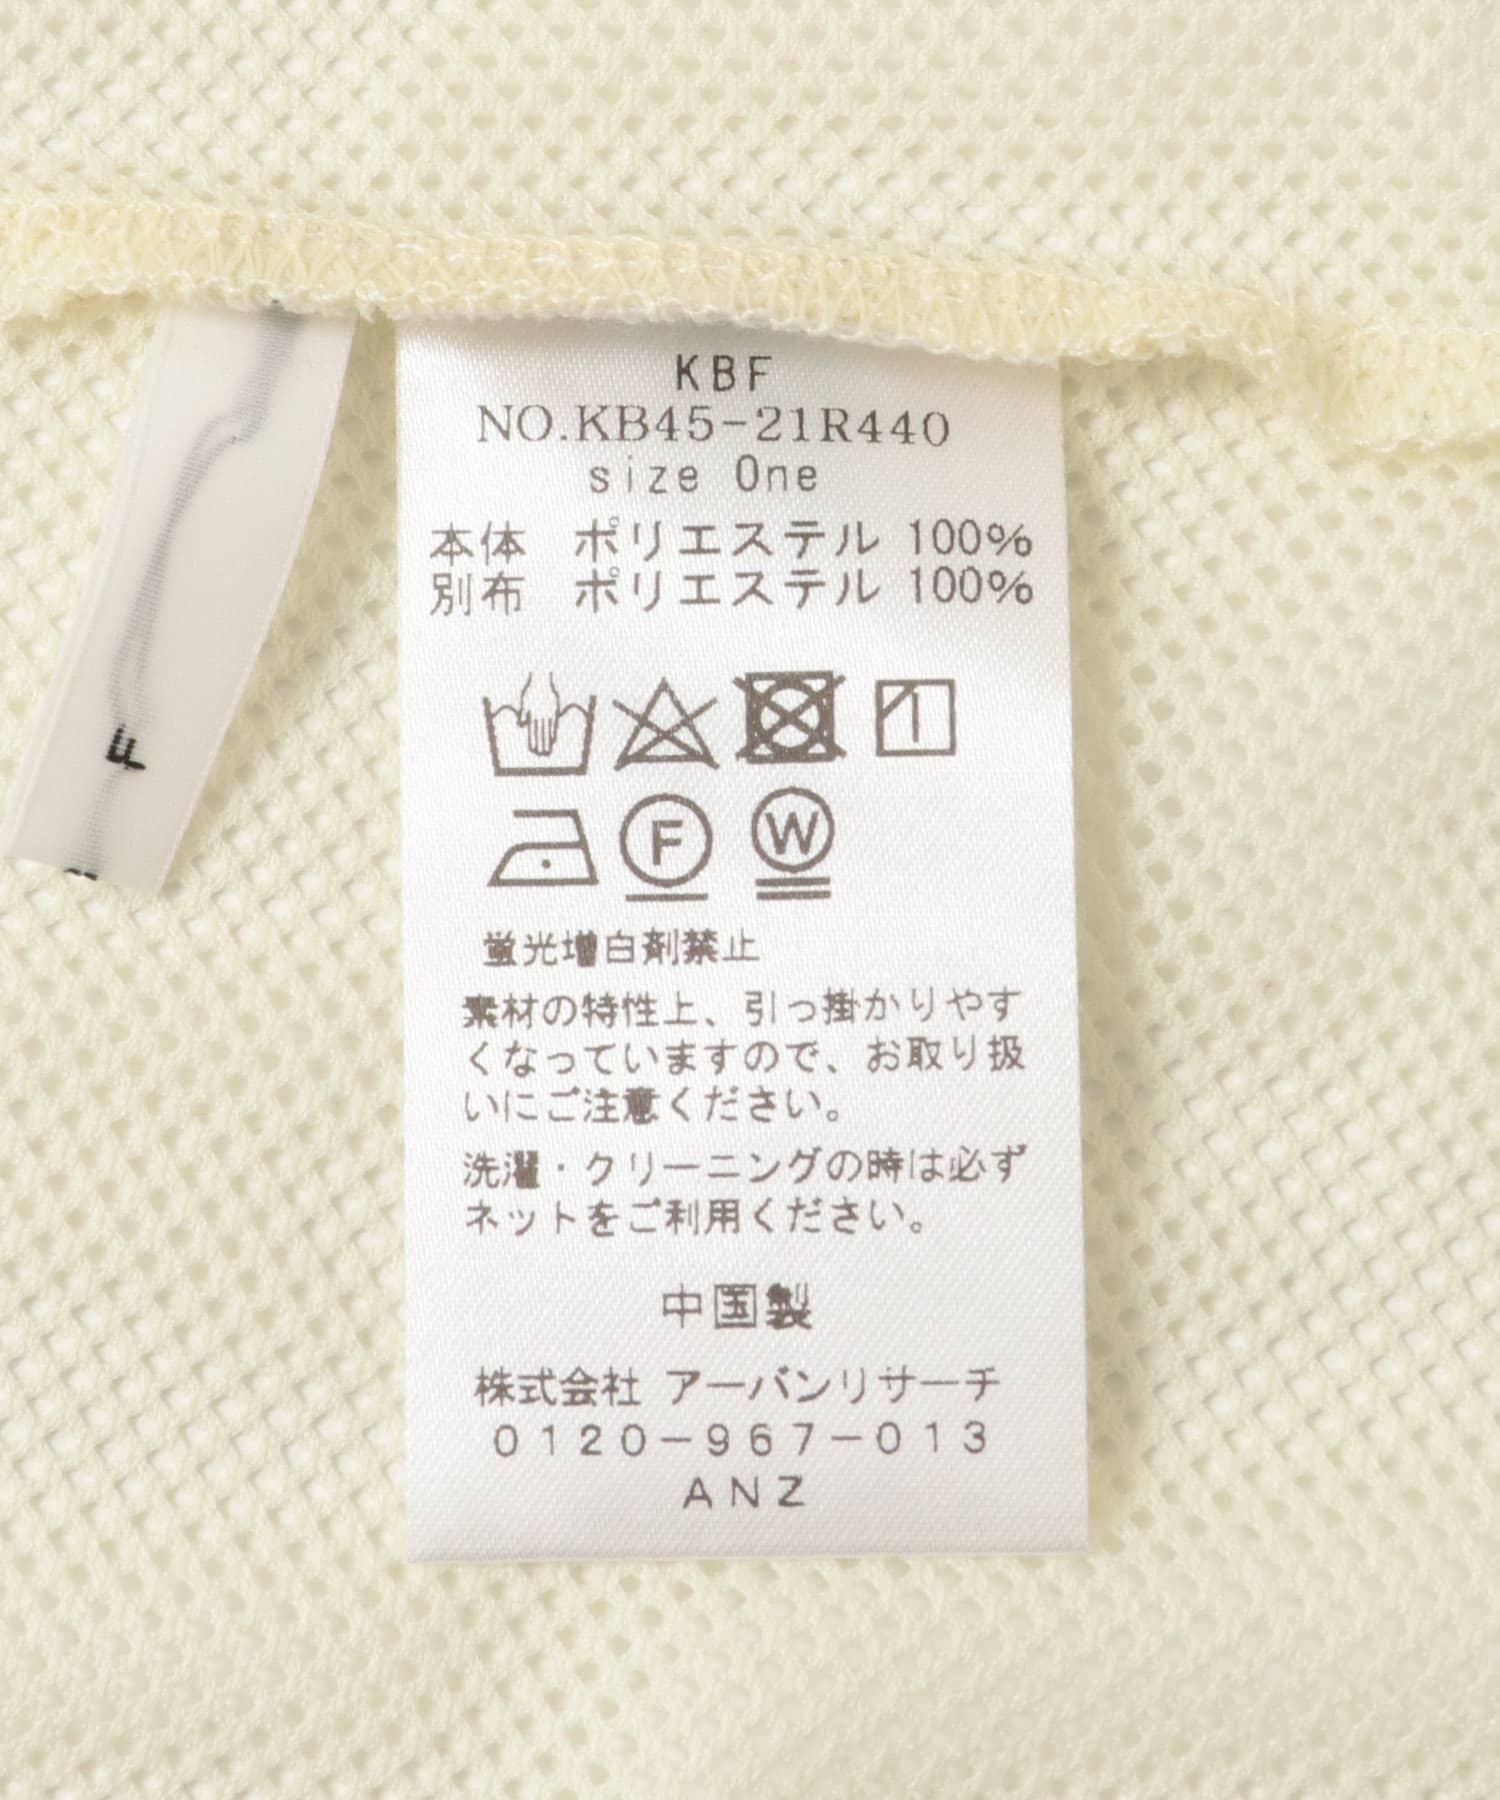 KBF
NO.KB45-21R440
size One
本体 ポリエステル 100%
別布 ポリエステル 100%
F
W
蛍光増白剤禁止
素材の特性上、引っ掛かりやす
くなっていますので、お取り扱
いにご注意ください。
洗濯・クリーニングの時は必ず
ネットをご利用ください。
中国製
株式会社 アーバンリサーチ
0120-967-013
ANZ